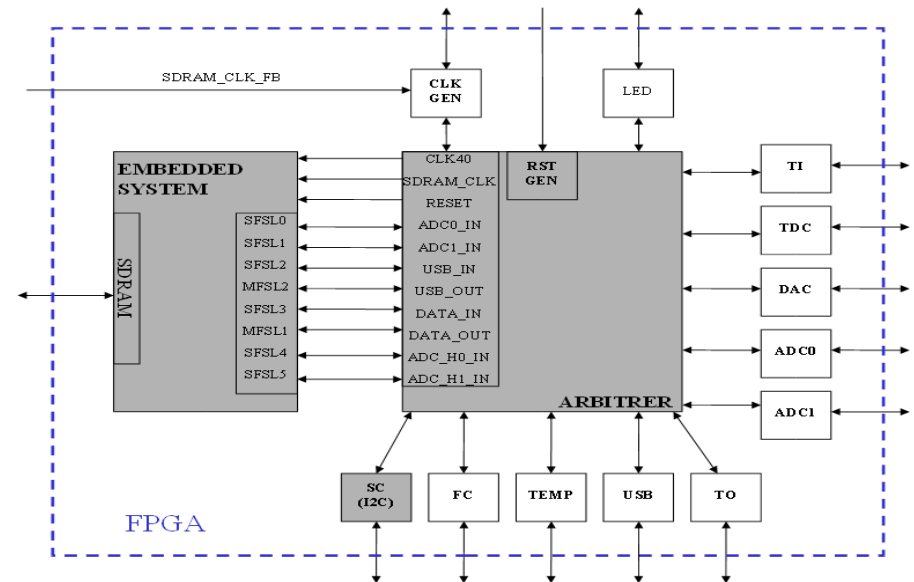 SDRAM_CLK_FB
CLK
GEN
LED
EMBEDDED
SYSTEM
SDRAM
SFSL0
SFSL1
SFSL2
MFSL2
SFSL3
MFSL1
SFSL4
SFSL5
CLK40
SDRAM_CLK
RESET
ADC0_IN
ADC1_IN
USB_IN
USB_OUT
DATA_IN
DATA_OUT
ADC_H0_IN
ADC_H1_IN
RST
GEN
ARBITRER
TI
TDC
DAC
ADC0
ADC1
SC
(I2C)
FC
TEMP
USB
TO
FPGA